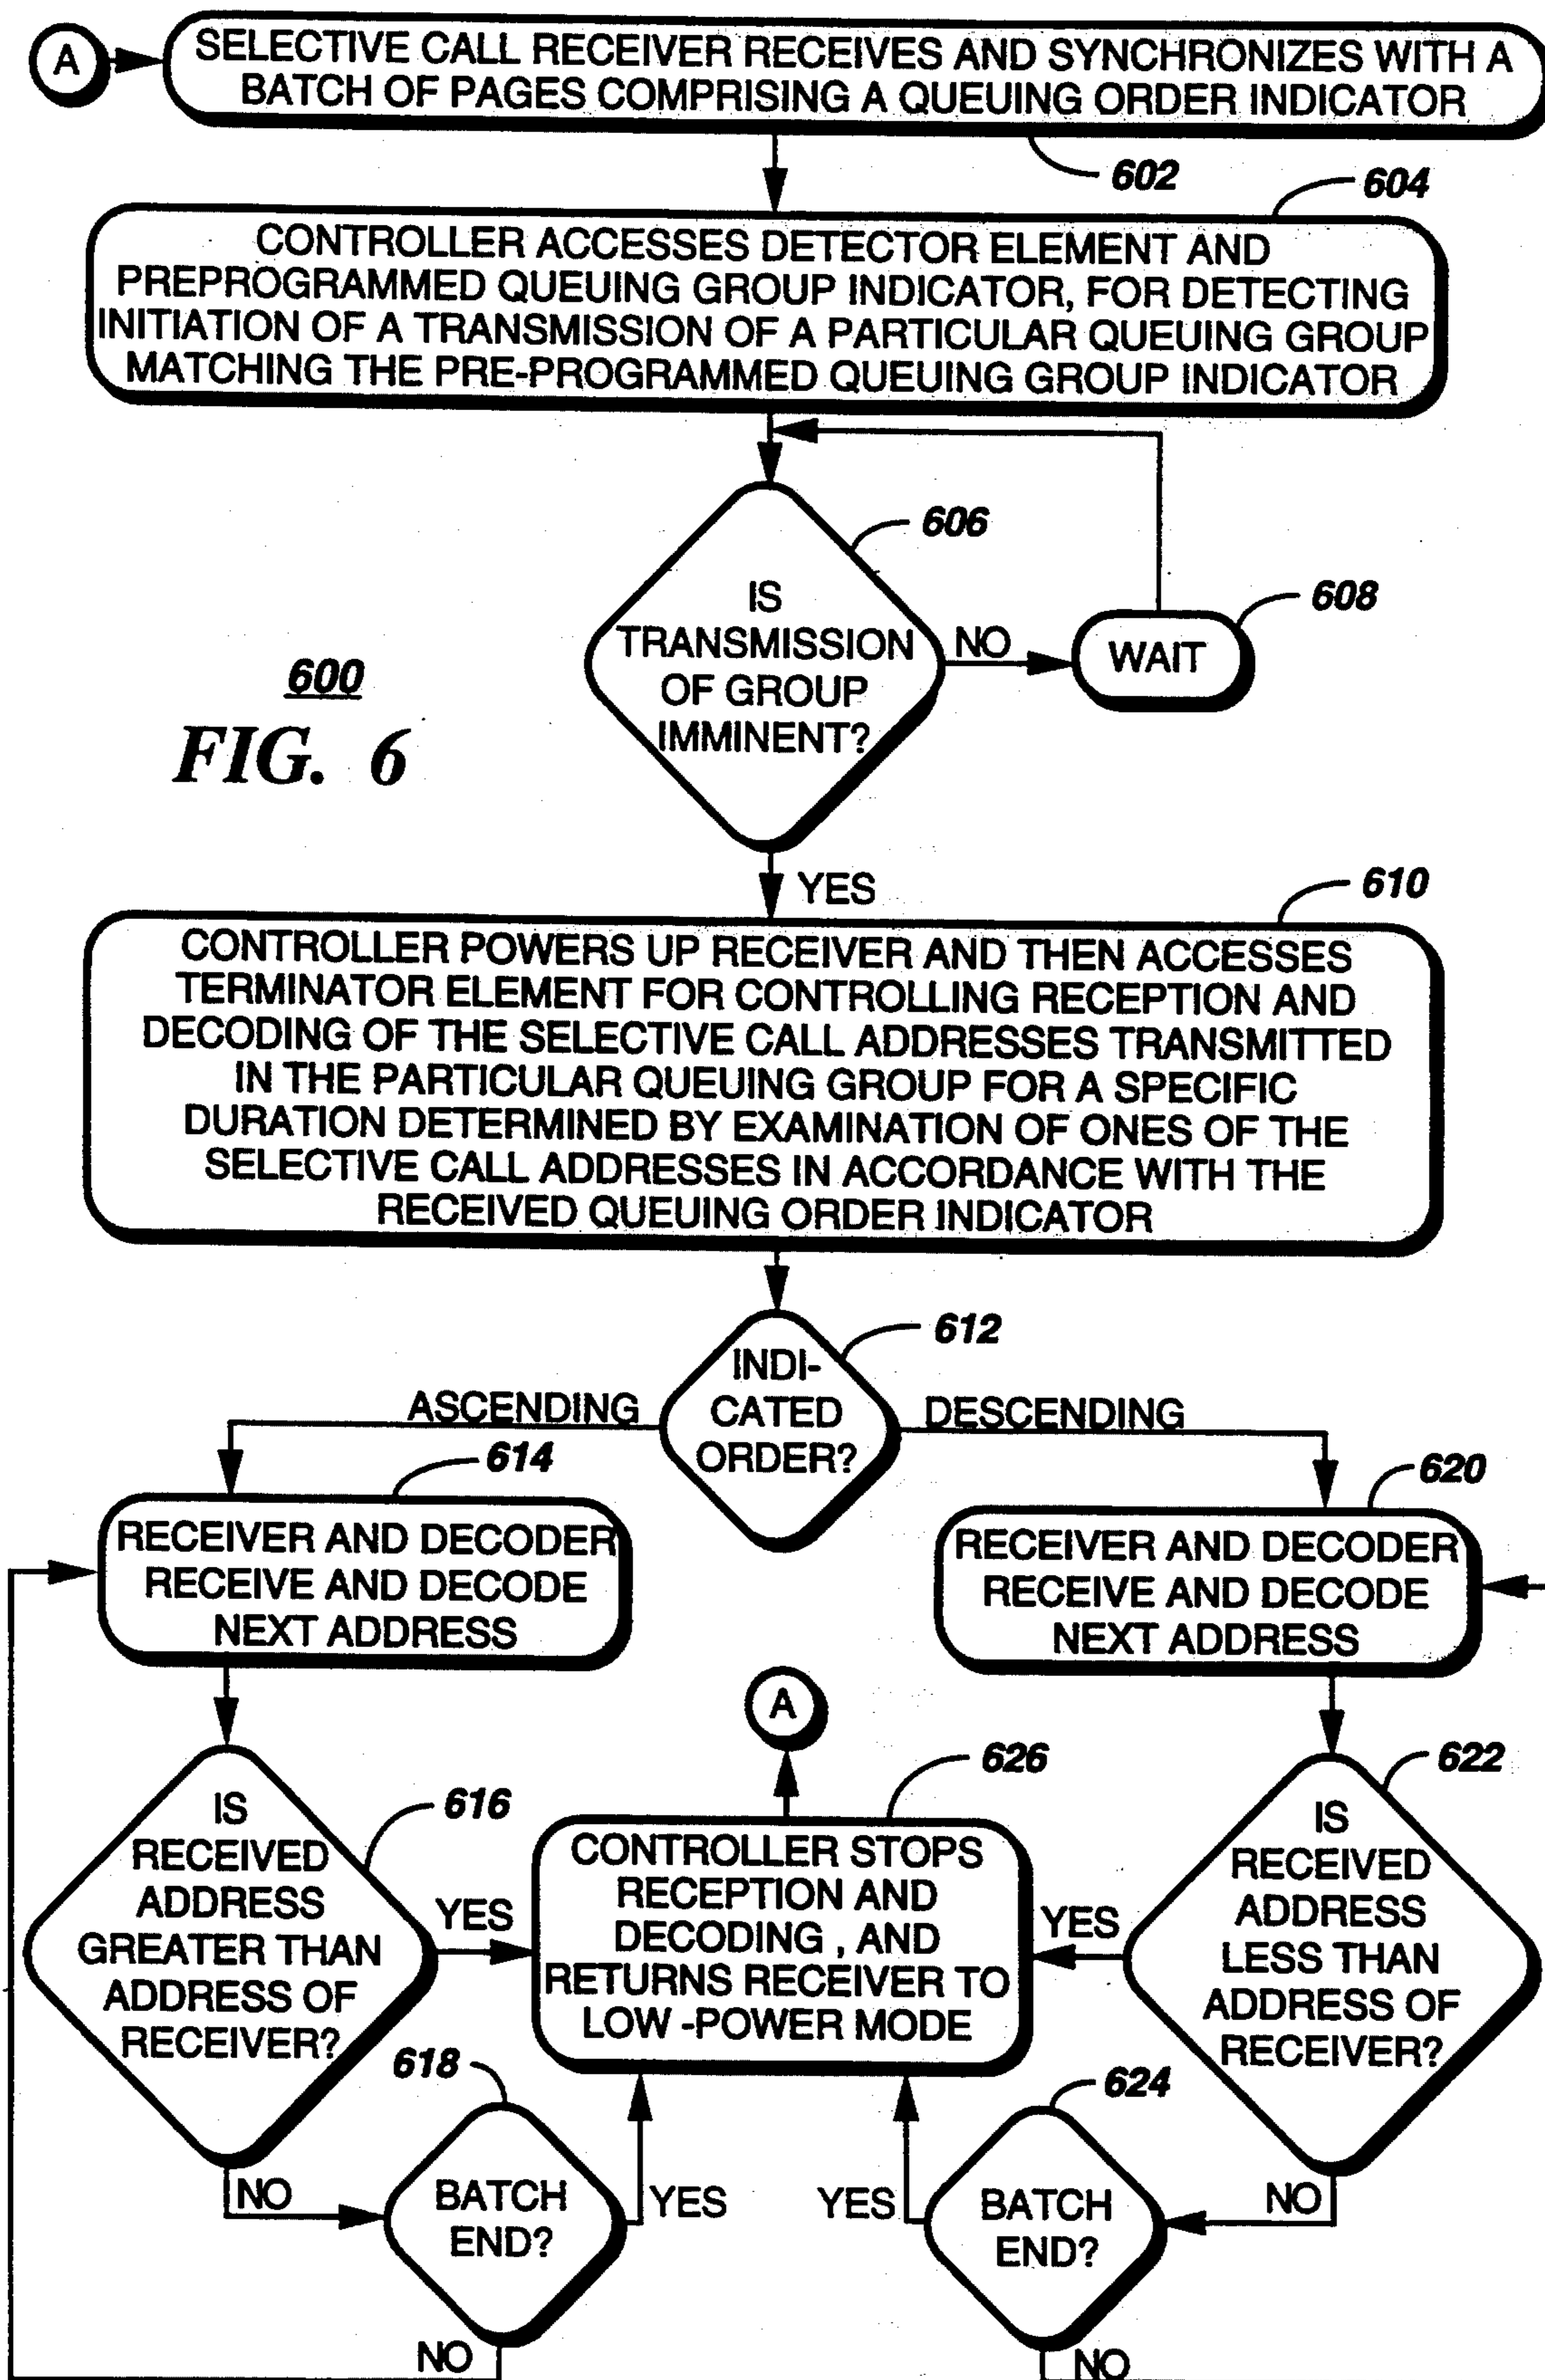 A
SELECTIVE CALL RECEIVER RECEIVES AND SYNCHRONIZES WITH A
BATCH OF PAGES COMPRISING A QUEUING ORDER INDICATOR
602
604
CONTROLLER ACCESSES DETECTOR ELEMENT AND
PREPROGRAMMED QUEUING GROUP INDICATOR, FOR DETECTING
INITIATION OF A TRANSMISSION OF A PARTICULAR QUEUING GROUP
MATCHING THE PRE-PROGRAMMED QUEUING GROUP INDICATOR
606
IS
TRANSMISSION
OF GROUP
IMMINENT?
NO
608
WAIT
600
FIG. 6
YES
610
CONTROLLER POWERS UP RECEIVER AND THEN ACCESSES
TERMINATOR ELEMENT FOR CONTROLLING RECEPTION AND
DECODING OF THE SELECTIVE CALL ADDRESSES TRANSMITTED
IN THE PARTICULAR QUEUING GROUP FOR A SPECIFIC
DURATION DETERMINED BY EXAMINATION OF ONES OF THE
SELECTIVE CALL ADDRESSES IN ACCORDANCE WITH THE
RECEIVED QUEUING ORDER INDICATOR
612
INDI-
CATED
ORDER?
ASCENDING
DESCENDING
614
RECEIVER AND DECODER
RECEIVE AND DECODE
NEXT ADDRESS
620
RECEIVER AND DECODER
RECEIVE AND DECODE
NEXT ADDRESS
A
616
IS
RECEIVED
ADDRESS
GREATER THAN
ADDRESS OF
RECEIVER?
YES
626
CONTROLLER STOPS
RECEPTION AND
DECODING , AND
RETURNS RECEIVER TO
LOW -POWER MODE
YES
622
IS
RECEIVED
ADDRESS
LESS THAN
ADDRESS OF
RECEIVER?
NO
618
BATCH
END?
YES
NO
YES
624
BATCH
END?
NO
NO